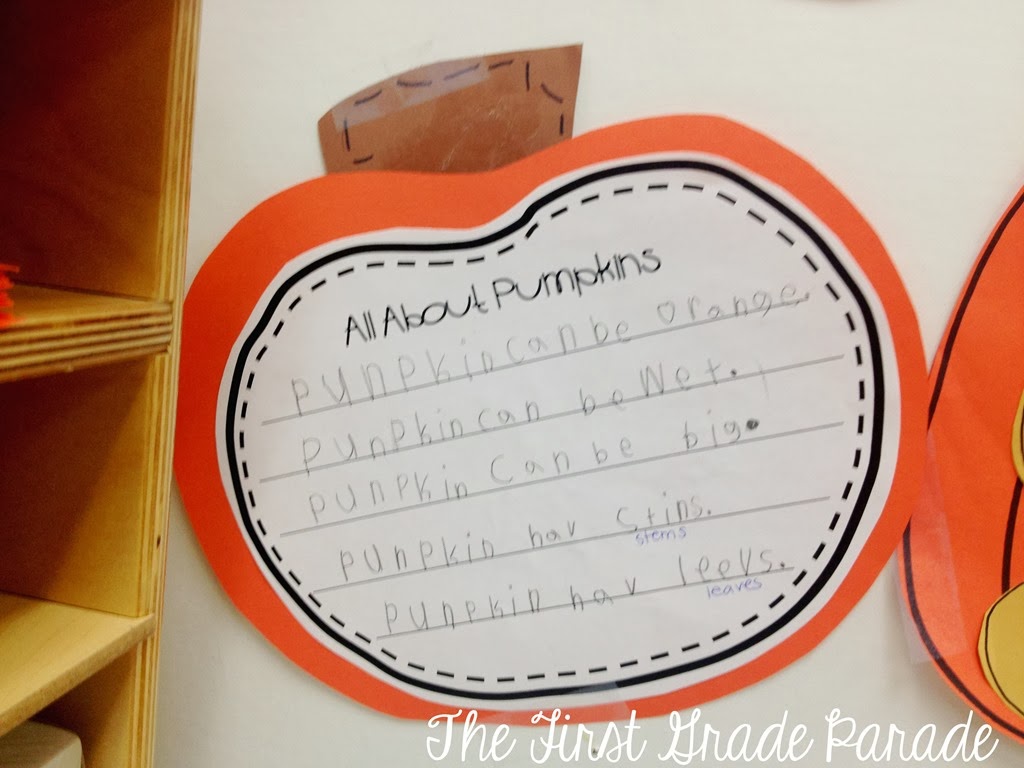 All About Pumpkins
punpkin can be orange.
punpkin can be Wet.
punpkin Can be big.
punpkin hav Stins.
stems
punpkin hav leevs.
leaves
The First Grade Parade